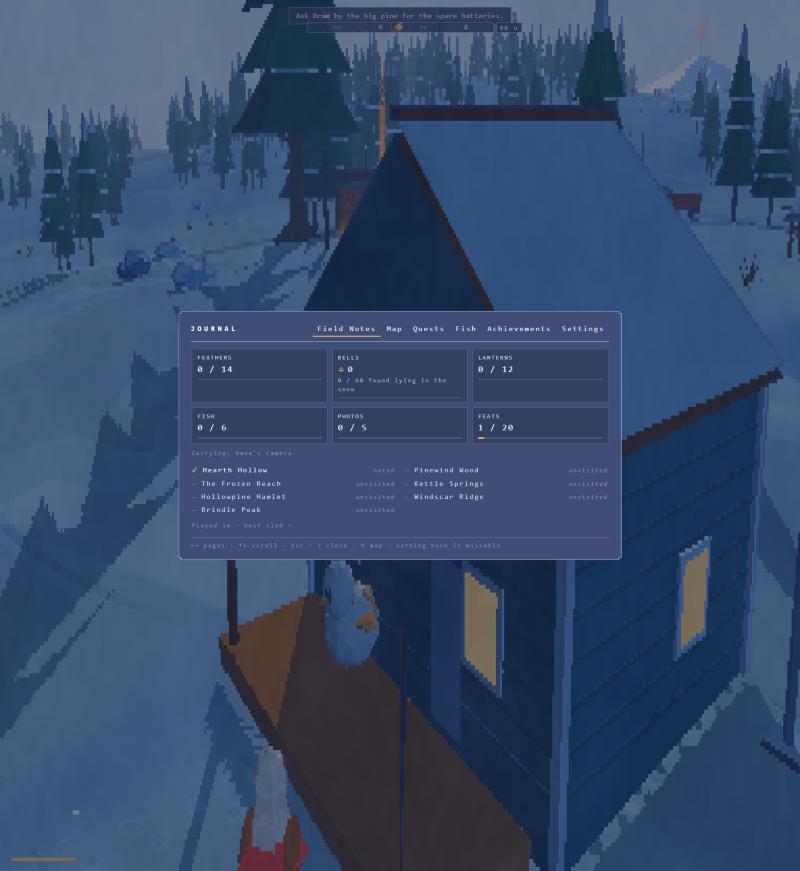 Ask Bram by the big pine for the spare batteries.
N
E
48 u
JOURNAL
Field Notes Map Quests Fish Achievements Settings
FEATHERS
0 / 14
BELLS
0
0 / 60 found lying in the
snow
LANTERNS
0 / 12
FISH
0 / 6
PHOTOS
0 / 5
FEATS
1 / 20
Carrying: Nana's Camera
✓ Hearth Hollow noted
– Pinewind Wood unvisited
– The Frozen Reach unvisited
– Kettle Springs unvisited
– Hollowpine Hamlet unvisited
– Windscar Ridge unvisited
– Brindle Peak unvisited
Played 1m · best sled —
pages · scroll · Esc / close · M map · nothing here is missable